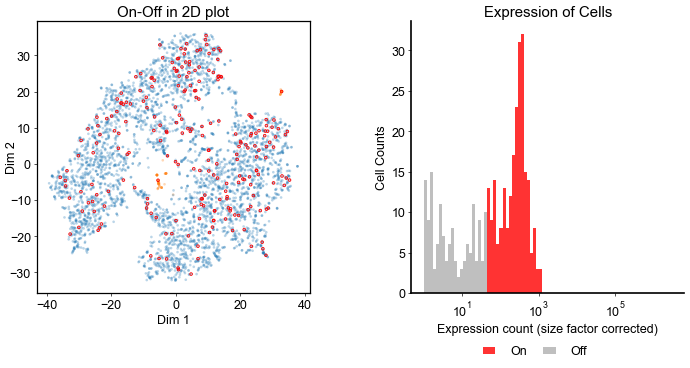 On-Off in 2D plot
30
20
10
0
−10
−20
−30
Dim 2
−40
−20
0
20
40
Dim 1
Expression of Cells
30
25
20
15
10
5
0
Cell Counts
10^1
10^3
10^5
Expression count (size factor corrected)
On
Off